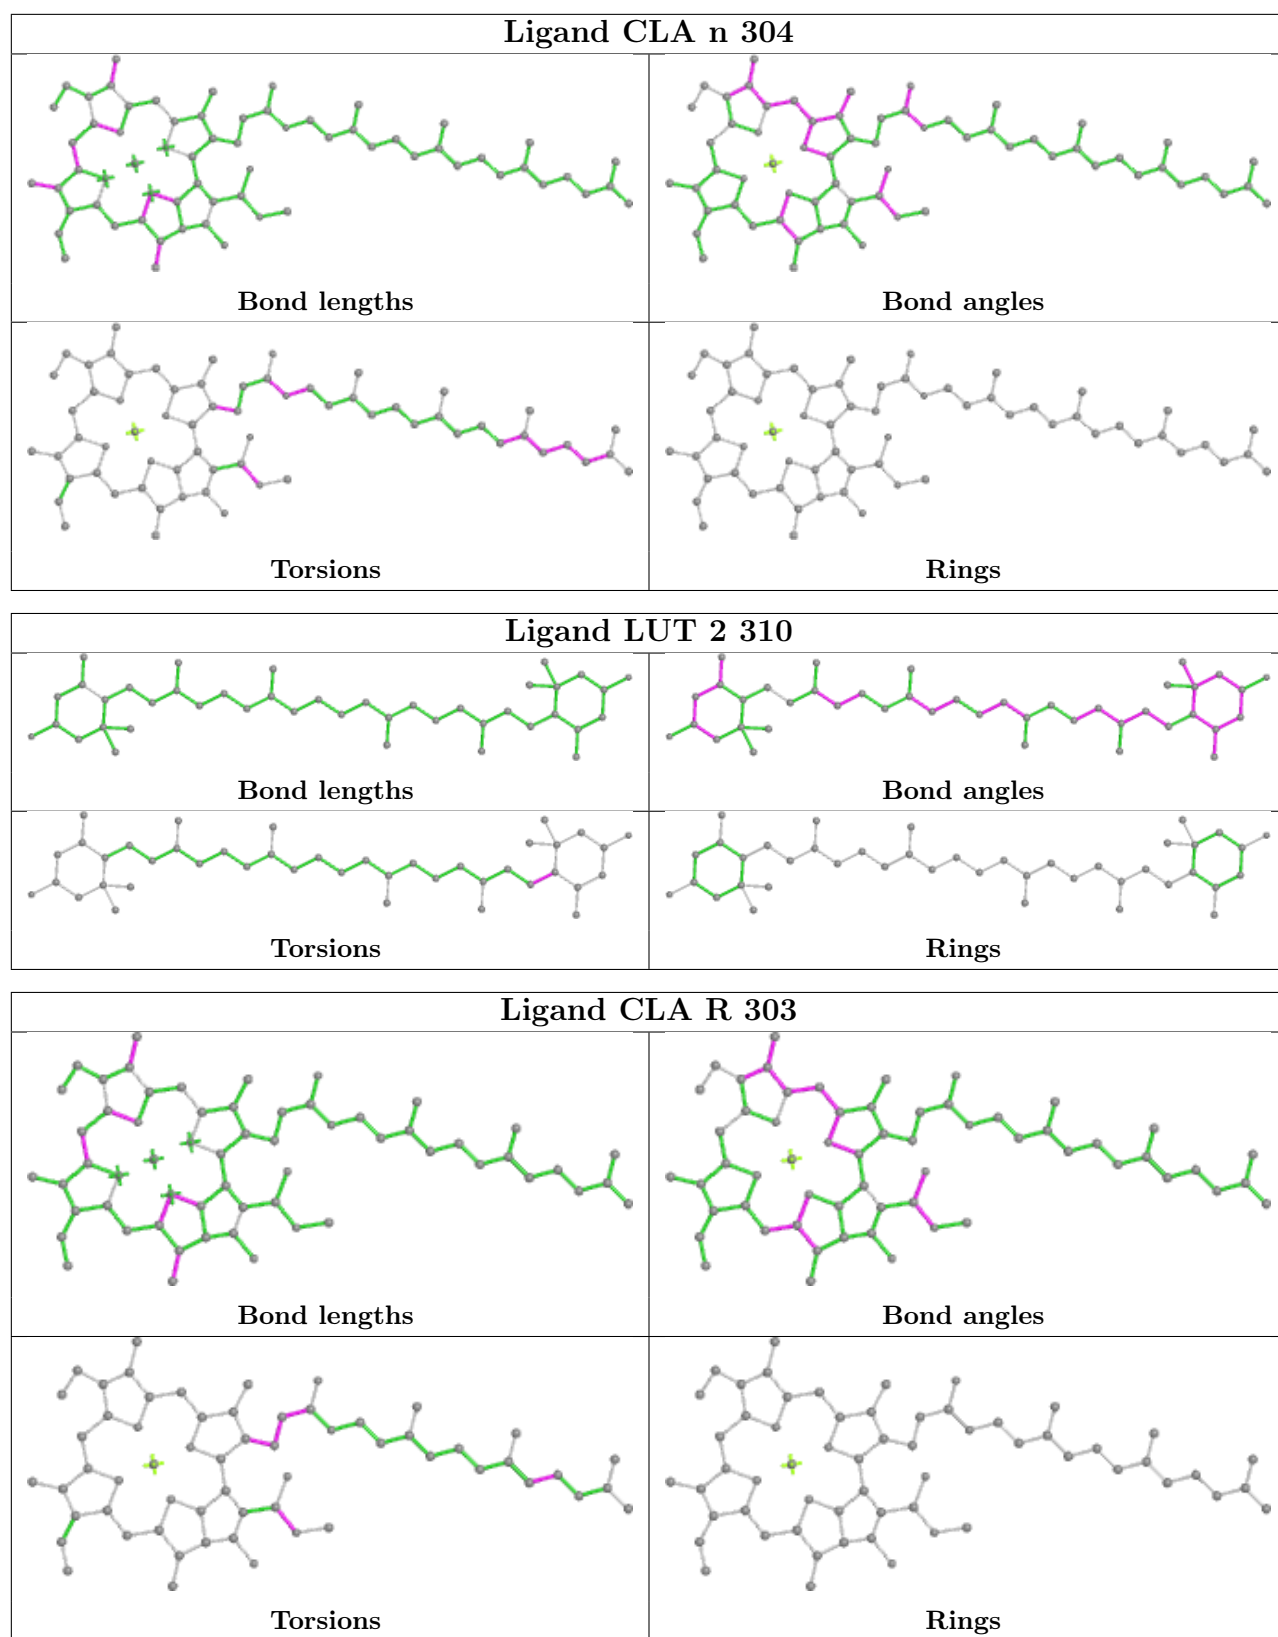 Ligand CLA n 304
Bond lengths
Bond angles
Torsions
Rings
Ligand LUT 2 310
Bond lengths
Bond angles
Torsions
Rings
Ligand CLA R 303
Bond lengths
Bond angles
Torsions
Rings